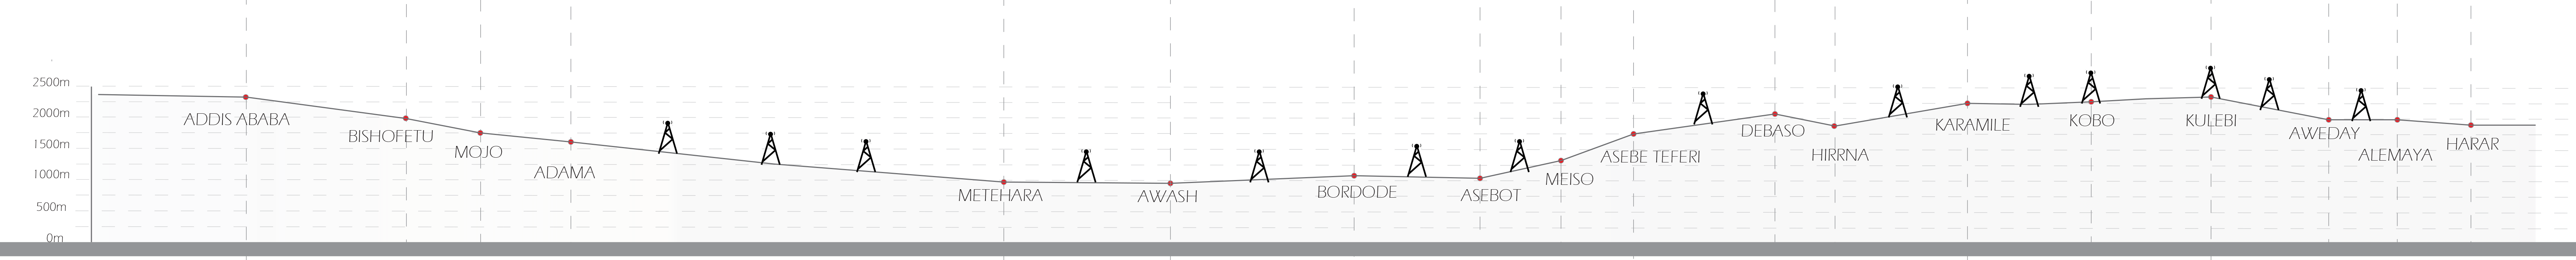 2500m
2000m
1500m
1000m
500m
0m
ADDIS ABABA
BISHOFETU
MOJO
ADAMA
METEHARA
AWASH
BORDODE
ASEBOT
MEISO
ASEBE TEFERI
DEBASO
HIRRNA
KARAMILE
KOBO
KULEBI
AWEDAY
ALEMAYA
HARAR